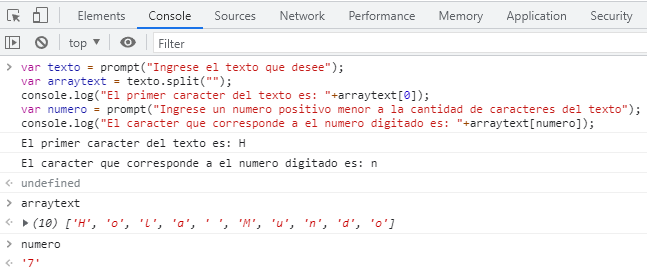 Elements Console Sources Network Performance Memory Application Security
top Filter
var texto = prompt("Ingrese el texto que desee");
var arraytext = texto.split("");
console.log("El primer caracter del texto es: "+arraytext[0]);
var numero = prompt("Ingrese un numero positivo menor a la cantidad de caracteres del texto");
console.log("El caracter que corresponde a el numero digitado es: "+arraytext[numero]);
El primer caracter del texto es: H
El caracter que corresponde a el numero digitado es: n
undefined
arraytext
(10) ['H', 'o', 'l', 'a', ' ', 'M', 'u', 'n', 'd', 'o']
numero
'7'